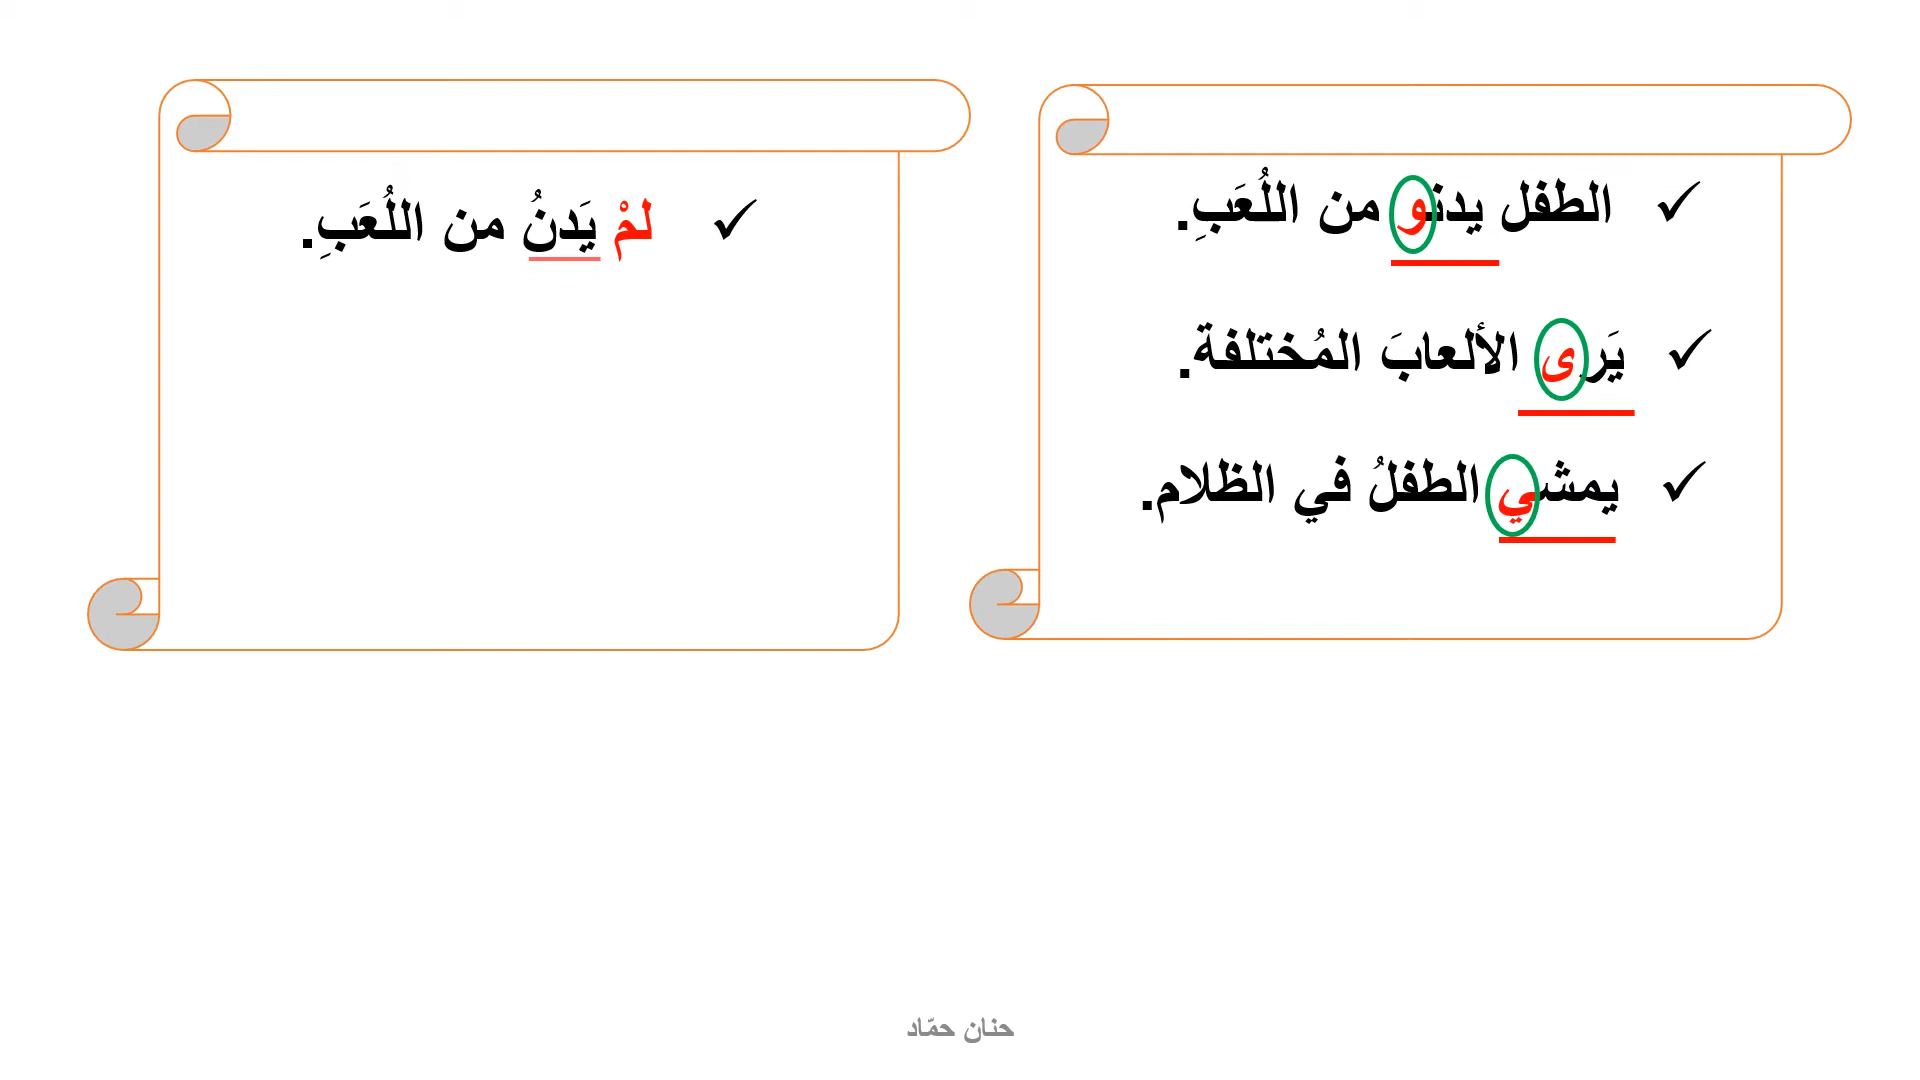 الطفل يدنو من اللُعَبِ.
يَرى الألعابَ المُختلفة.
يمشي الطفلُ في الظلام.
لمْ يَدنُ من اللُعَبِ.
حنان حمّاد